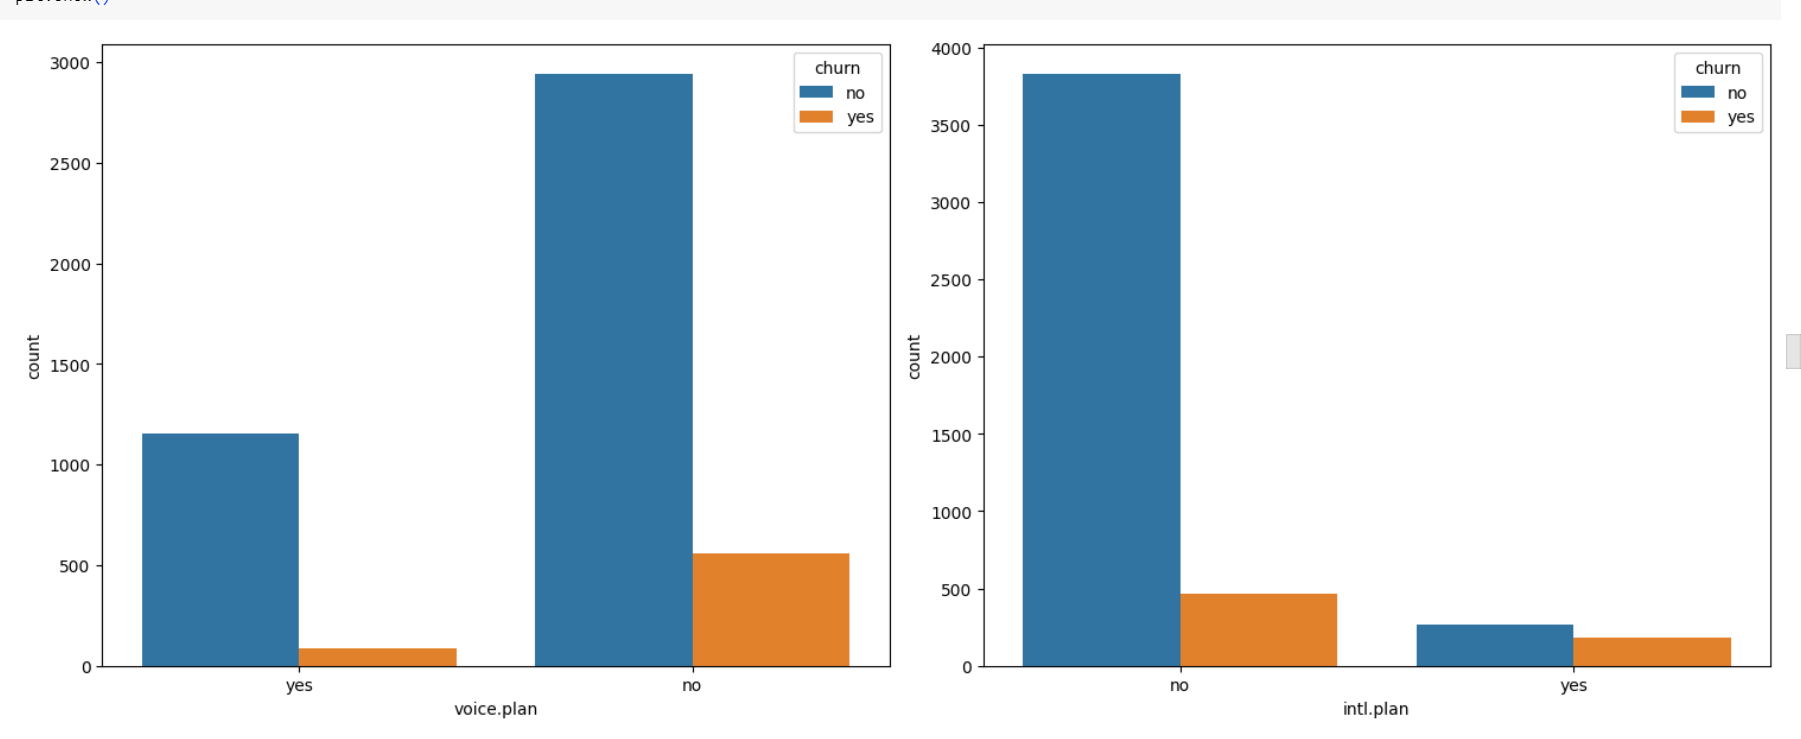 3000
2500
2000
1500
1000
500
0
count
yes
no
voice.plan
churn
no
yes
4000
3500
3000
2500
2000
1500
1000
500
0
count
no
yes
intl.plan
churn
no
yes